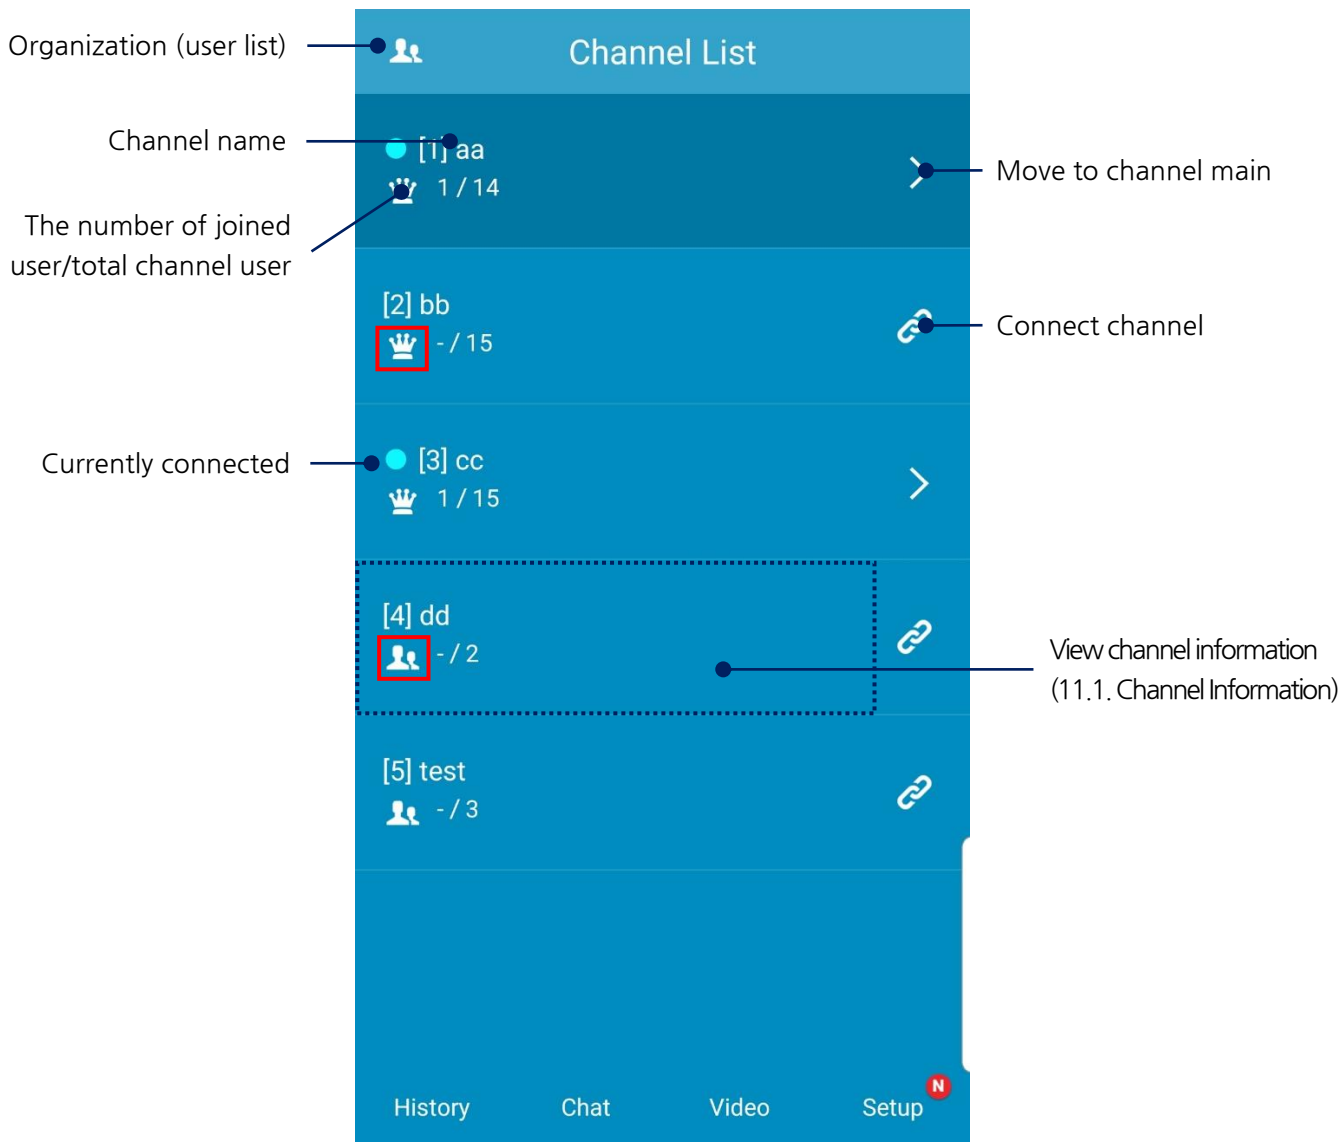 Organization (user list)
Channel List
Channel name
[1] aa
1 / 14
Move to channel main
The number of joined
user/total channel user
[2] bb
- / 15
Connect channel
Currently connected
[3] cc
1 / 15
[4] dd
- / 2
View channel information
(11.1. Channel Information)
[5] test
- / 3
History
Chat
Video
Setup
N